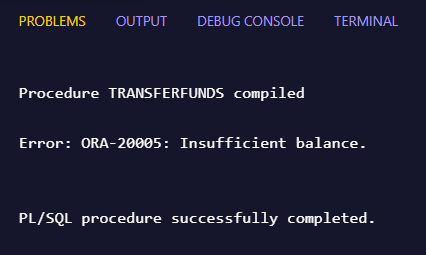 PROBLEMS OUTPUT DEBUG CONSOLE TERMINAL
Procedure TRANSFERFUNDS compiled
Error: ORA-20005: Insufficient balance.
PL/SQL procedure successfully completed.